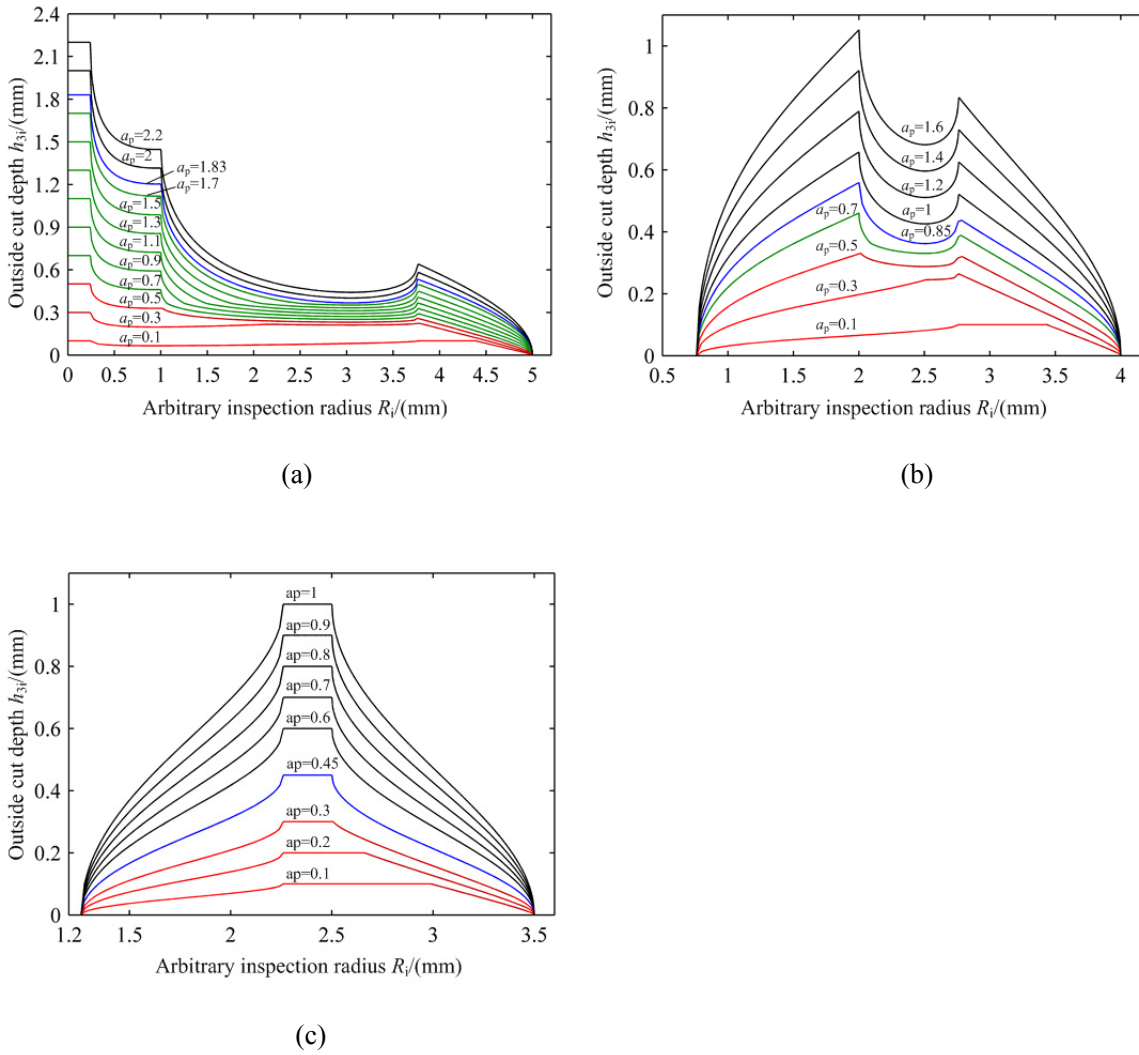 Outside cut depth h3i/(mm)
2.1
1.8
1.5
1.2
0.9
0.6
0.3
0
ap=2.2
ap=2
ap=1.83
ap=1.7
ap=1.5
ap=1.3
ap=1.1
ap=0.9
ap=0.7
ap=0.5
ap=0.3
ap=0.1
0 0.5 1 1.5 2 2.5 3 3.5 4 4.5 5
Arbitrary inspection radius Ri/(mm)
(a)
Outside cut depth h3i/(mm)
1
0.8
0.6
0.4
0.2
0
ap=1.6
ap=1.4
ap=1.2
ap=1
ap=0.85
ap=0.7
ap=0.5
ap=0.3
ap=0.1
0.5 1 1.5 2 2.5 3 3.5 4
Arbitrary inspection radius Ri/(mm)
(b)
Outside cut depth h3i/(mm)
1
0.8
0.6
0.4
0.2
0
ap=1
ap=0.9
ap=0.8
ap=0.7
ap=0.6
ap=0.45
ap=0.3
ap=0.2
ap=0.1
1.2 1.5 2 2.5 3 3.5
Arbitrary inspection radius Ri/(mm)
(c)